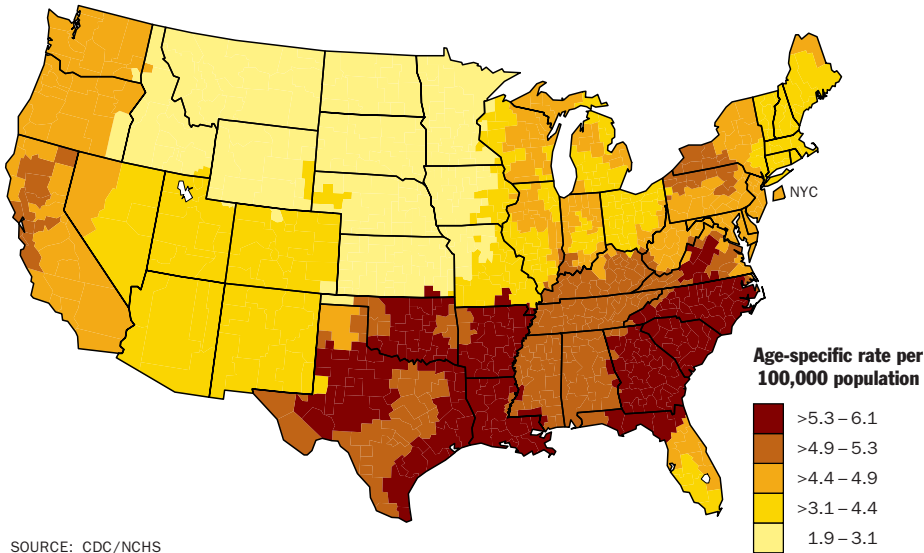 NYC
Age-specific rate per
100,000 population
>5.3 – 6.1
>4.9 – 5.3
>4.4 – 4.9
>3.1 – 4.4
1.9 – 3.1
SOURCE: CDC/NCHS